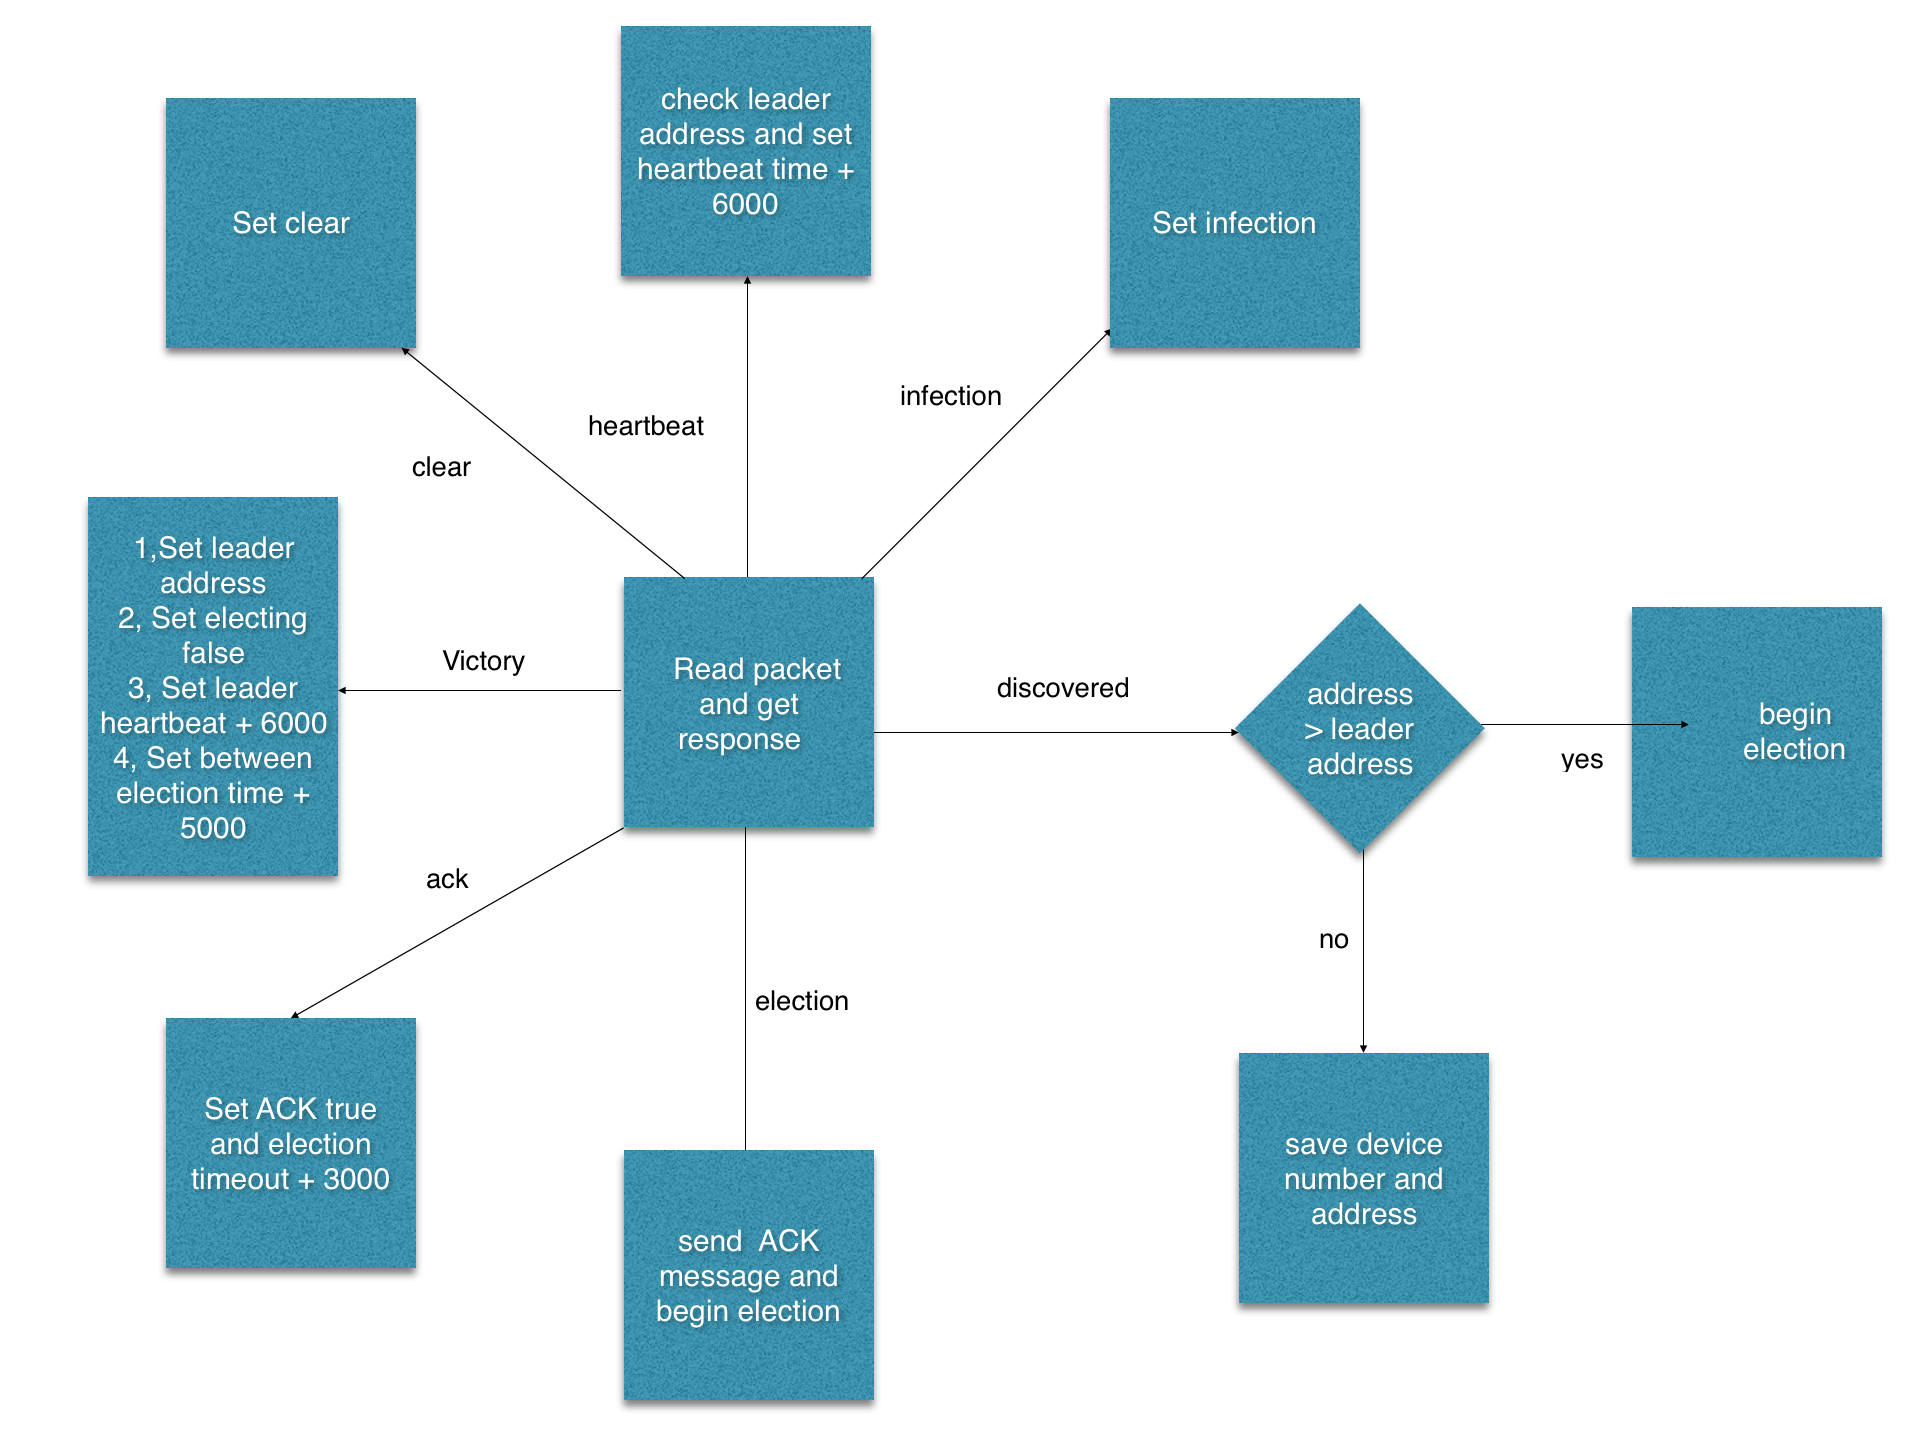 check leader
address and set
heartbeat time +
6000
Set clear
Set infection
infection
heartbeat
clear
1,Set leader
address
2, Set electing
false
3, Set leader
heartbeat + 6000
4, Set between
election time +
5000
Victory
Read packet
and get
response
discovered
address
> leader
address
yes
begin
election
ack
no
election
Set ACK true
and election
timeout + 3000
send  ACK
message and
begin election
save device
number and
address